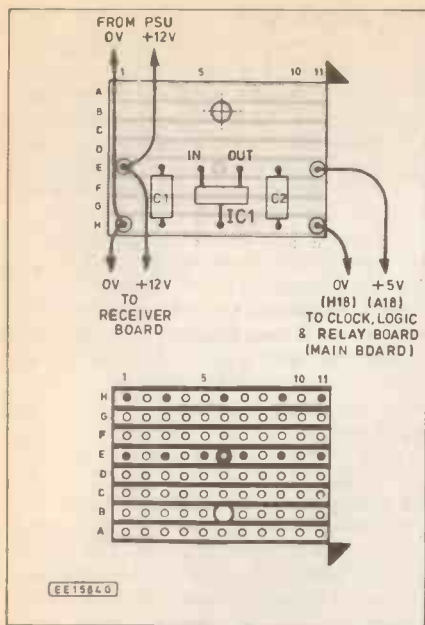 FROM PSU
0V +12V
1 5 10 11
A
B
C
D
E
F
G
H
IN OUT
C1
C2
IC1
0V +12V
TO
RECEIVER
BOARD
0V +5V
(H18) (A18)
TO CLOCK, LOGIC
& RELAY BOARD
(MAIN BOARD)
1 5 10 11
H
G
F
E
D
C
B
A
EE1584G